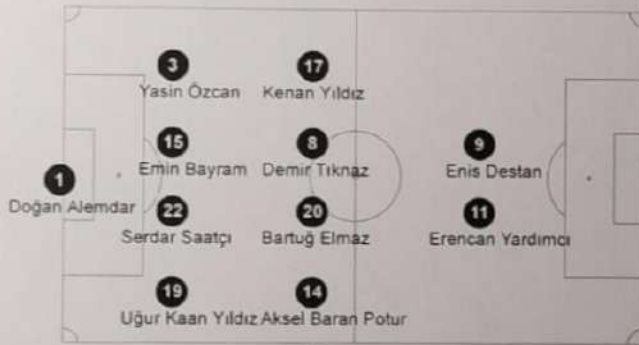 3
Yasin Özcan
17
Kenan Yıldız
15
Emin Bayram
8
Demir Tıknaz
9
Enis Destan
1
Doğan Alemdar
22
Serdar Saatçı
20
Bartuğ Elmaz
11
Erencan Yardımcı
19
Uğur Kaan Yıldız
14
Aksel Baran Potur